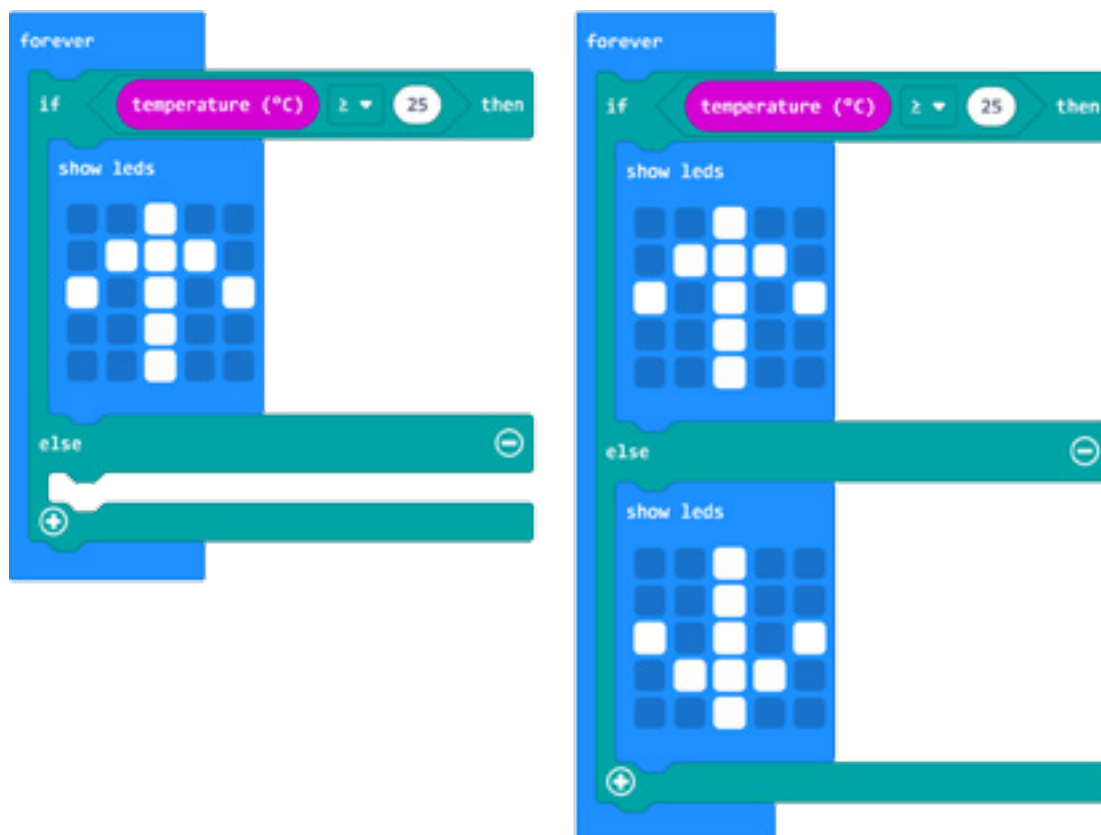 forever
if temperature (°C) ≥ 25 then
show leds
else
forever
if temperature (°C) ≥ 25 then
show leds
else
show leds